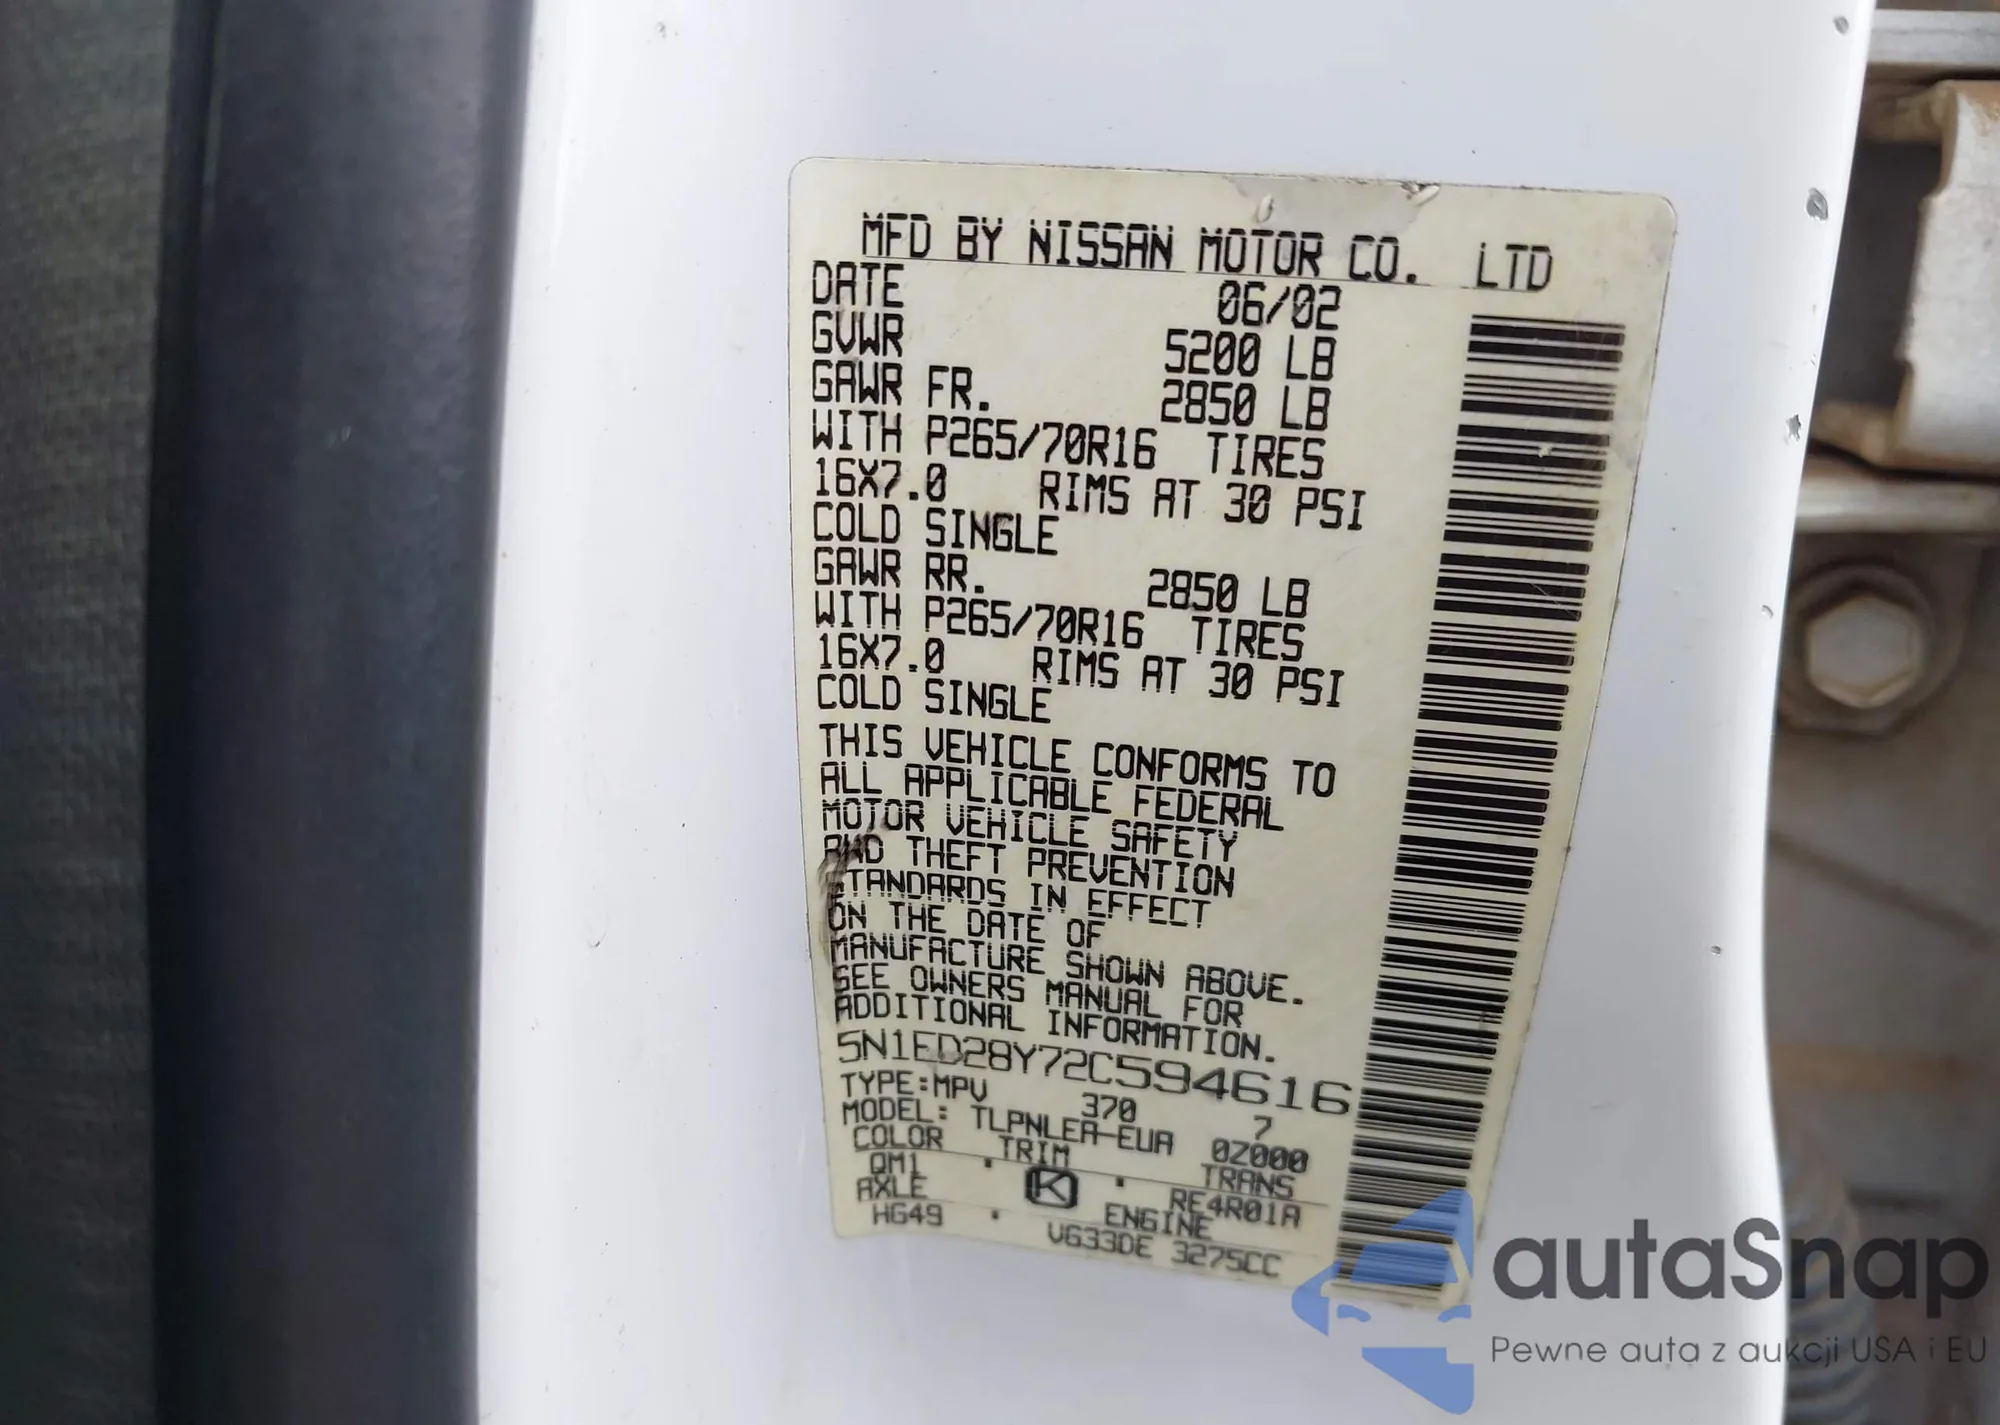 MFD BY NISSAN MOTOR CO. LTD
DATE 06/02
GVWR 5200 LB
GAWR FR. 2850 LB
WITH P265/70R16 TIRES
16X7.0 RIMS AT 30 PSI
COLD SINGLE
GAWR RR. 2850 LB
WITH P265/70R16 TIRES
16X7.0 RIMS AT 30 PSI
COLD SINGLE
THIS VEHICLE CONFORMS TO
ALL APPLICABLE FEDERAL
MOTOR VEHICLE SAFETY
AND THEFT PREVENTION
STANDARDS IN EFFECT
ON THE DATE OF
MANUFACTURE SHOWN ABOVE.
SEE OWNERS MANUAL FOR
ADDITIONAL INFORMATION.
5N1ED28Y72C594616
TYPE:MPV 370 7
MODEL: TLPNLEA-EUA 0Z000
COLOR TRIM TRANS
QM1 K RE4R01A
AXLE ENGINE
HG49 VG33DE 3275CC
autaSnap
Pewne auta z aukcji USA i EU